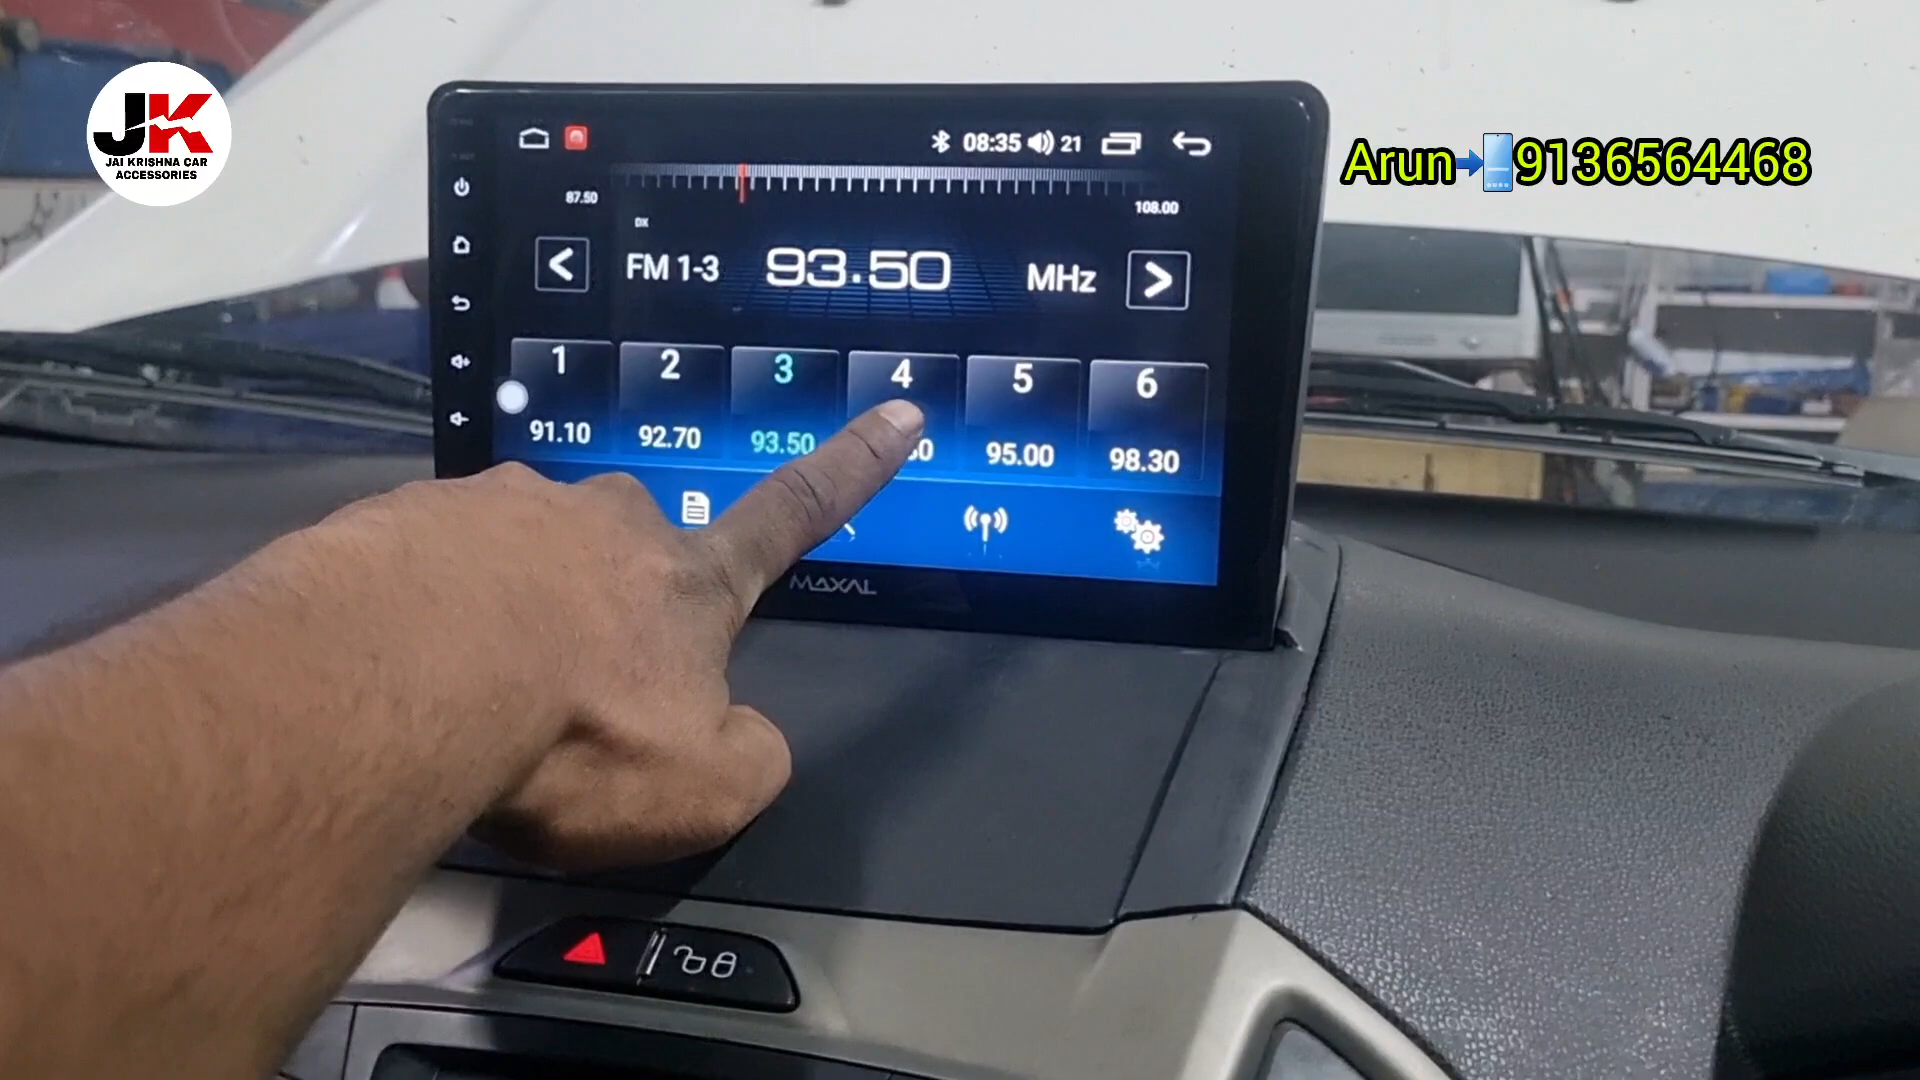 JK
JAI KRISHNA CAR
ACCESSORIES
Arun 9136564468
08:35 21
87.50 108.00
DX
FM 1-3 93.50 MHz
1 2 3 4 5 6
91.10 92.70 93.50 95.00 98.30
MAXAL